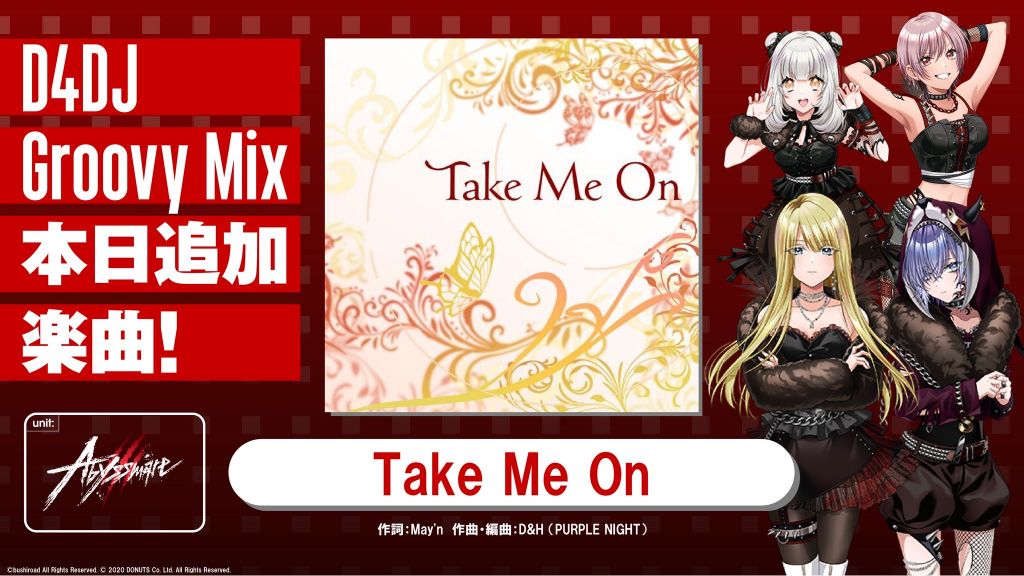 D4DJ
Groovy Mix
本日追加
楽曲!
Take Me On
unit:
Abyssmare
Take Me On
作詞:May'n 作曲・編曲:D&H (PURPLE NIGHT)
©bushiroad All Rights Reserved. © 2020 DONUTS Co. Ltd. All Rights Reserved.